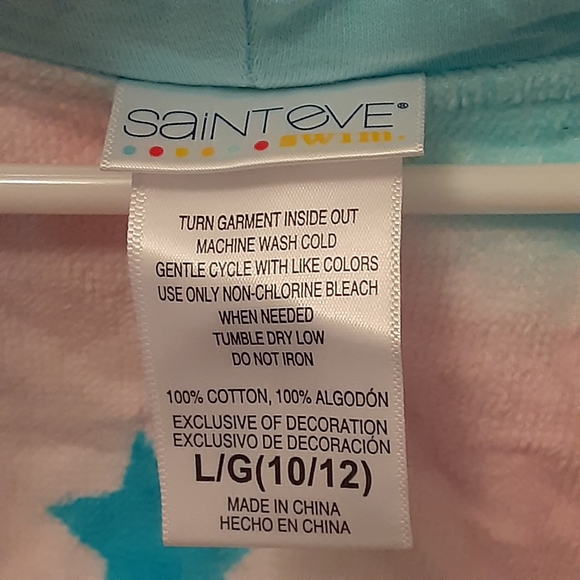 SAINT EVE®
SWIM.
TURN GARMENT INSIDE OUT
MACHINE WASH COLD
GENTLE CYCLE WITH LIKE COLORS
USE ONLY NON-CHLORINE BLEACH
WHEN NEEDED
TUMBLE DRY LOW
DO NOT IRON
100% COTTON, 100% ALGODÓN
EXCLUSIVE OF DECORATION
EXCLUSIVO DE DECORACIÓN
L/G(10/12)
MADE IN CHINA
HECHO EN CHINA